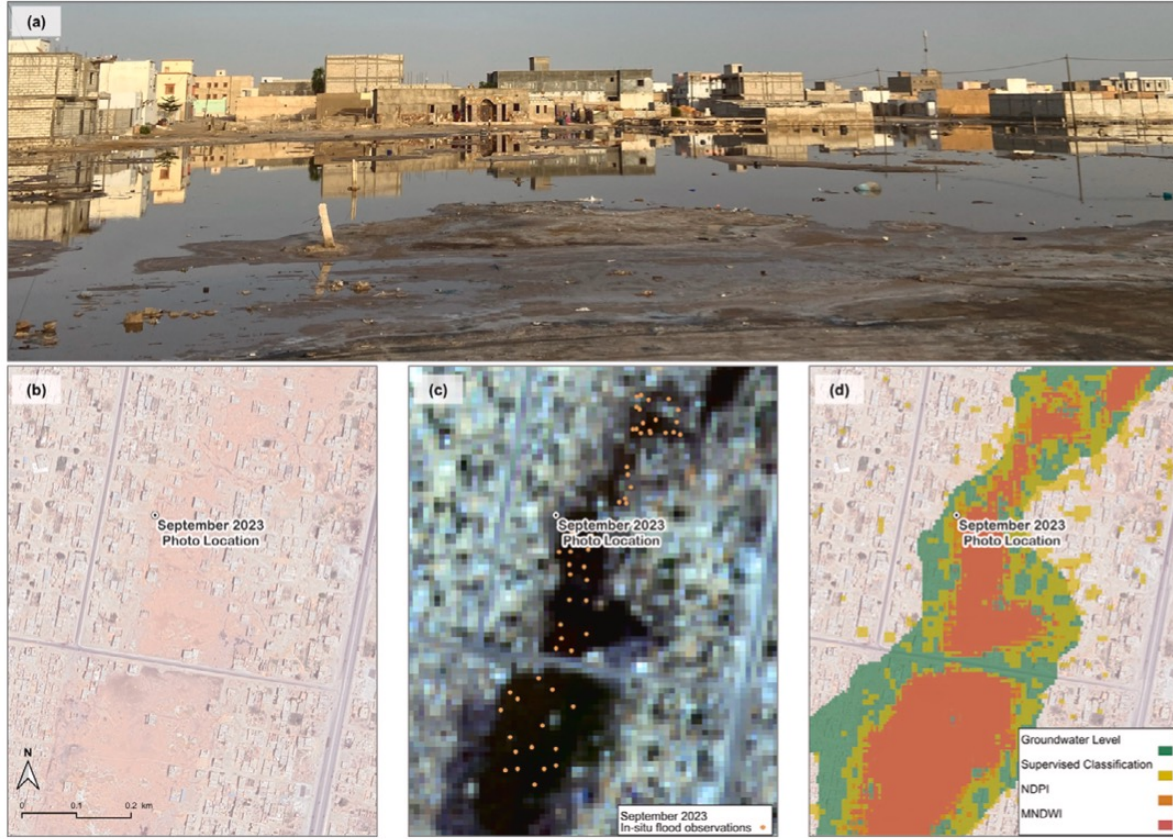 (a)
(b)
September 2023
Photo Location
N
0 0.1 0.2 km
(c)
September 2023
Photo Location
September 2023
In-situ flood observations
(d)
September 2023
Photo Location
Groundwater Level
Supervised Classification
NDPI
MNDWI